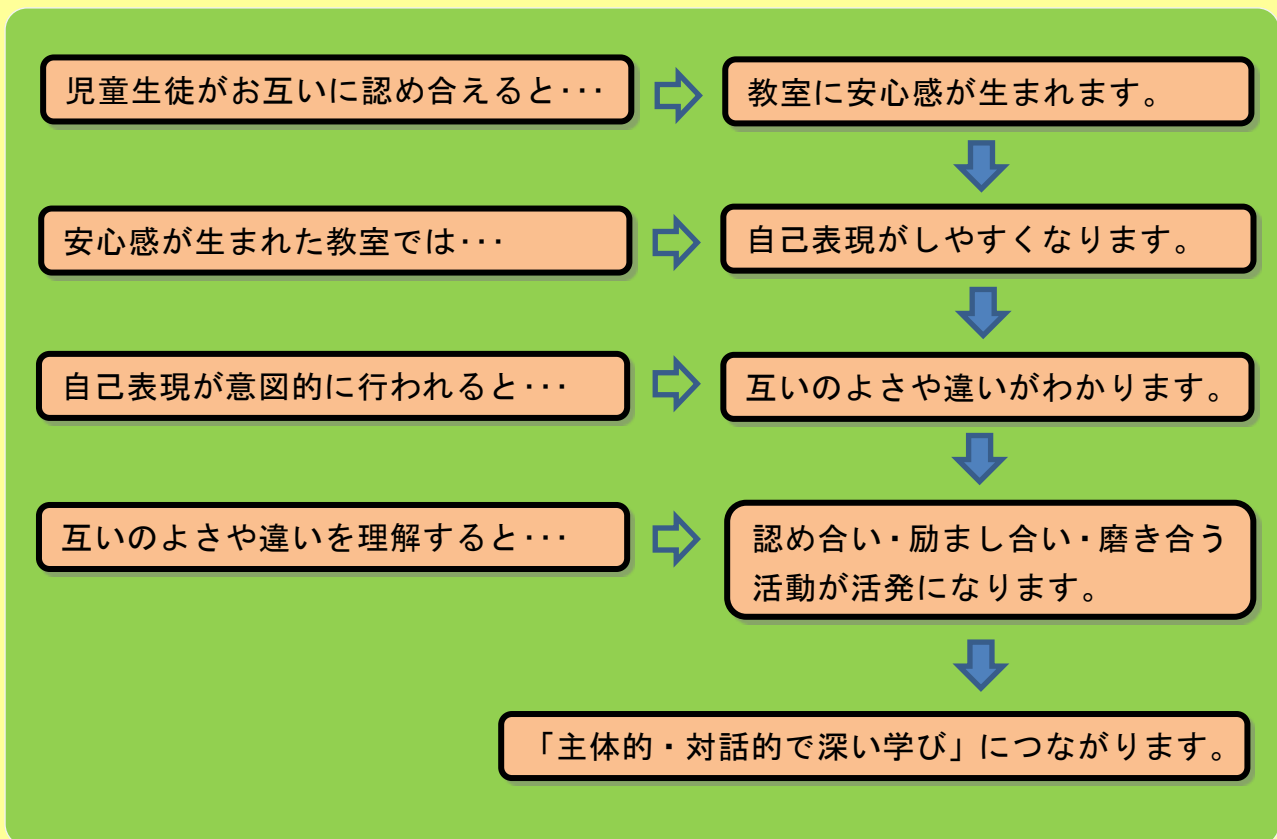 児童生徒がお互いに認め合えると･･･
教室に安心感が生まれます。
安心感が生まれた教室では･･･
自己表現がしやすくなります。
自己表現が意図的に行われると･･･
互いのよさや違いがわかります。
互いのよさや違いを理解すると･･･
認め合い・励まし合い・磨き合う
活動が活発になります。
「主体的・対話的で深い学び」につながります。